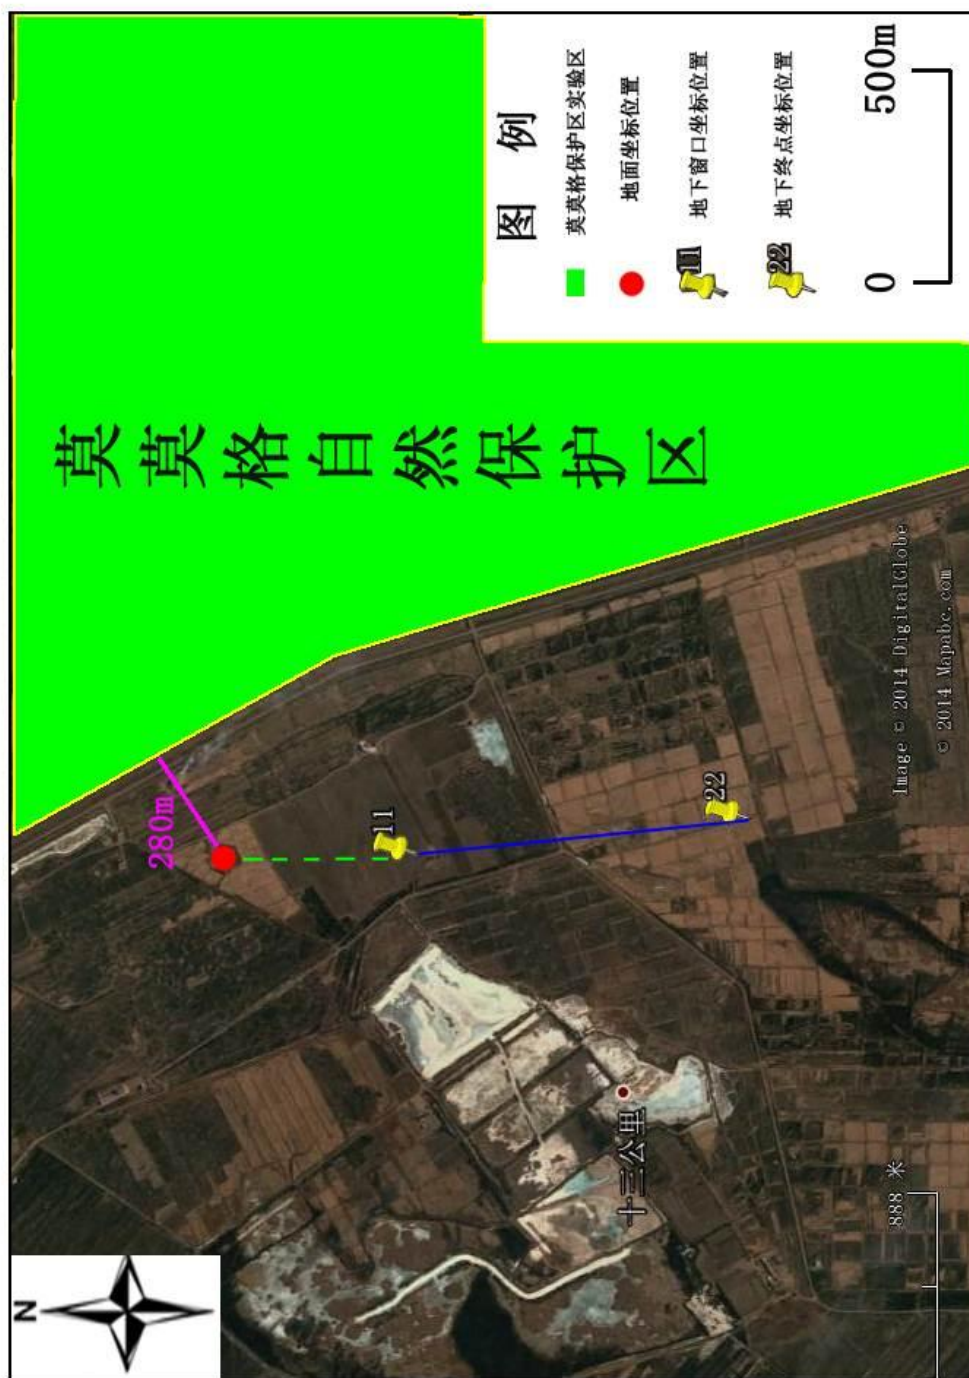 N
莫莫格自然保护区
280m
11
22
十三公里
图 例
莫莫格保护区实验区
地面坐标位置
11 地下窗口坐标位置
22 地下终点坐标位置
0 500m
888 米
Image © 2014 DigitalGlobe
© 2014 Mapabc.com